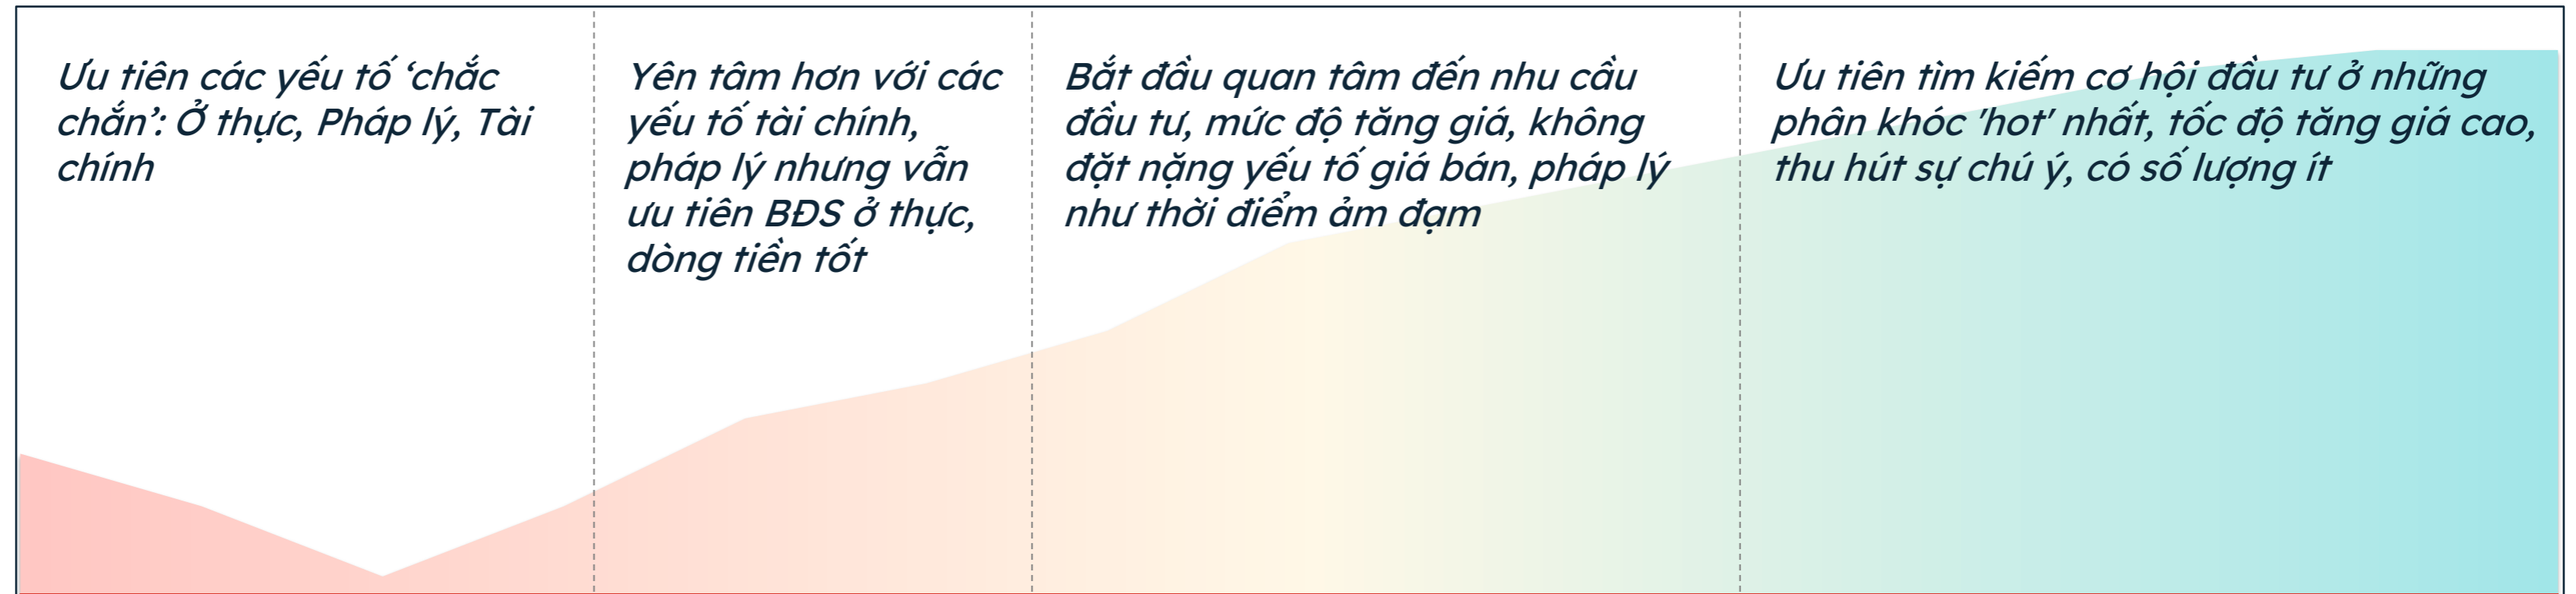 Ưu tiên các yếu tố ‘chắc
chắn’: Ở thực, Pháp lý, Tài
chính
Yên tâm hơn với các
yếu tố tài chính,
pháp lý nhưng vẫn
ưu tiên BĐS ở thực,
dòng tiền tốt
Bắt đầu quan tâm đến nhu cầu
đầu tư, mức độ tăng giá, không
đặt nặng yếu tố giá bán, pháp lý
như thời điểm ảm đạm
Ưu tiên tìm kiếm cơ hội đầu tư ở những
phân khóc 'hot' nhất, tốc độ tăng giá cao,
thu hút sự chú ý, có số lượng ít